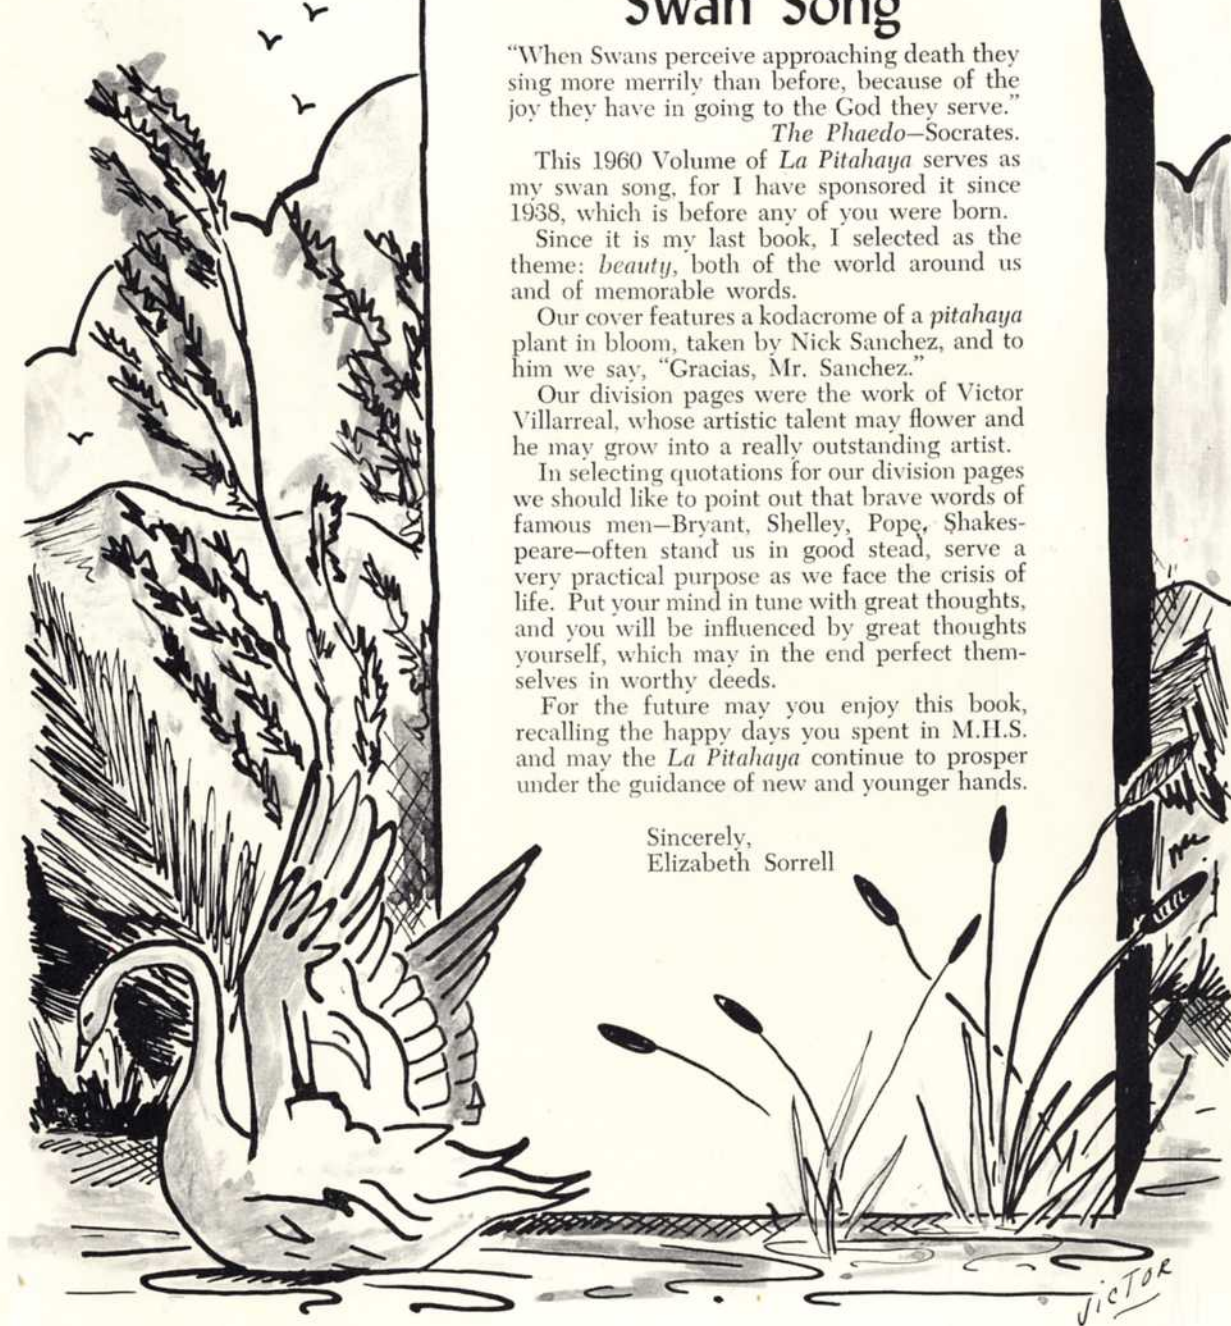 Swan Song
"When Swans perceive approaching death they
sing more merrily than before, because of the
joy they have in going to the God they serve."
The Phaedo—Socrates.
This 1960 Volume of La Pitahaya serves as
my swan song, for I have sponsored it since
1938, which is before any of you were born.
Since it is my last book, I selected as the
theme: beauty, both of the world around us
and of memorable words.
Our cover features a kodacrome of a pitahaya
plant in bloom, taken by Nick Sanchez, and to
him we say, "Gracias, Mr. Sanchez."
Our division pages were the work of Victor
Villarreal, whose artistic talent may flower and
he may grow into a really outstanding artist.
In selecting quotations for our division pages
we should like to point out that brave words of
famous men—Bryant, Shelley, Pope, Shakes-
peare—often stand us in good stead, serve a
very practical purpose as we face the crisis of
life. Put your mind in tune with great thoughts,
and you will be influenced by great thoughts
yourself, which may in the end perfect them-
selves in worthy deeds.
For the future may you enjoy this book,
recalling the happy days you spent in M.H.S.
and may the La Pitahaya continue to prosper
under the guidance of new and younger hands.
Sincerely,
Elizabeth Sorrell
VicTOR